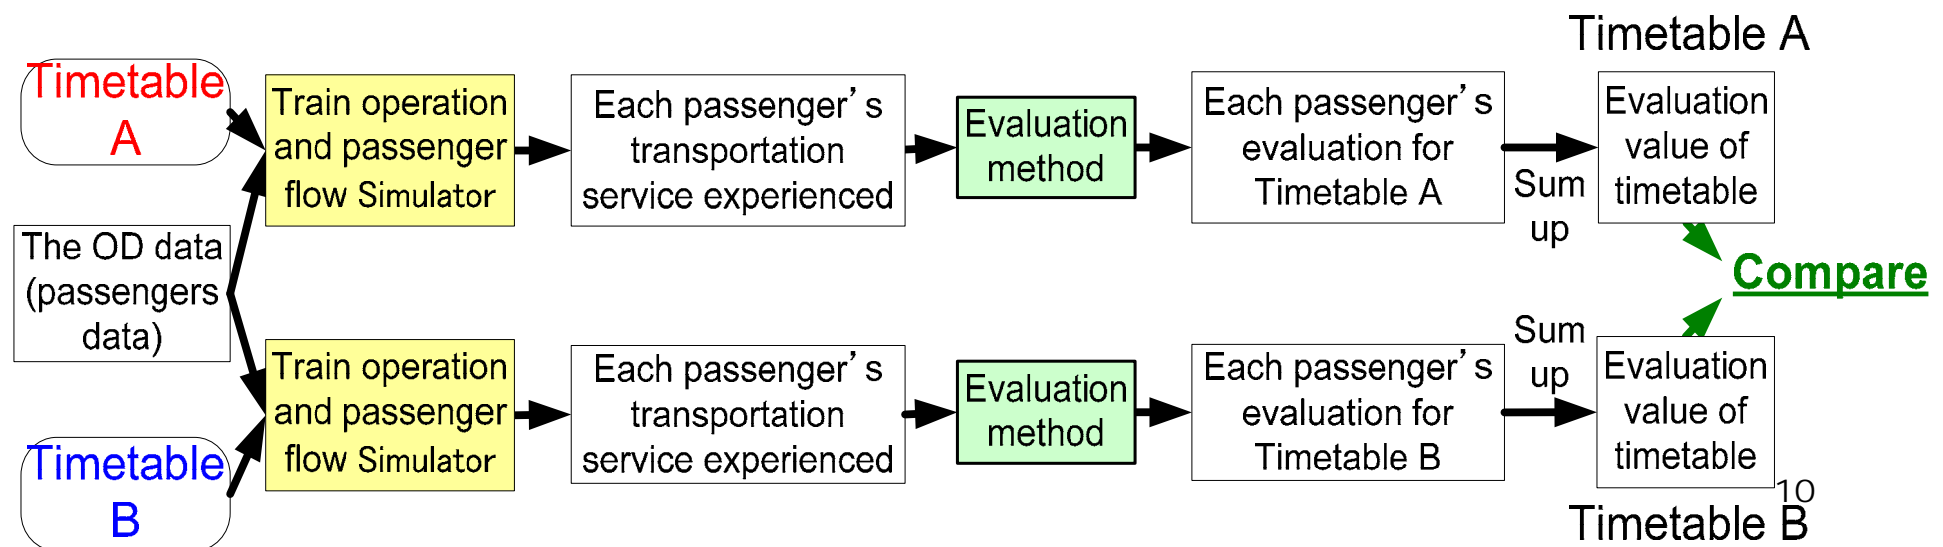 Timetable A
Timetable
A
Train operation
and passenger
flow Simulator
Each passenger's
transportation
service experienced
Evaluation
method
Each passenger's
evaluation for
Timetable A
Sum
up
Evaluation
value of
timetable
The OD data
(passengers
data)
Compare
Timetable
B
Train operation
and passenger
flow Simulator
Each passenger's
transportation
service experienced
Evaluation
method
Each passenger's
evaluation for
Timetable B
Sum
up
Evaluation
value of
timetable
10
Timetable B